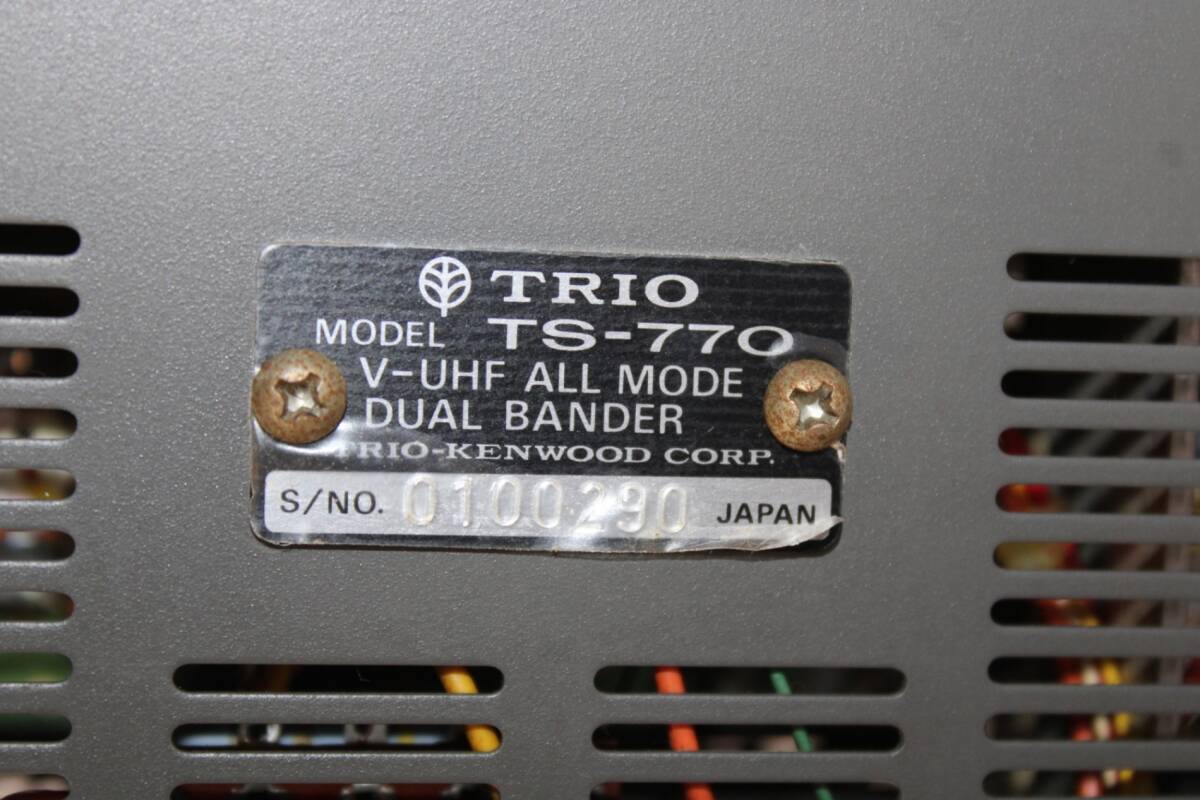 TRIO
MODEL TS-770
V-UHF ALL MODE
DUAL BANDER
TRIO-KENWOOD CORP.
S/NO. 0100290 JAPAN